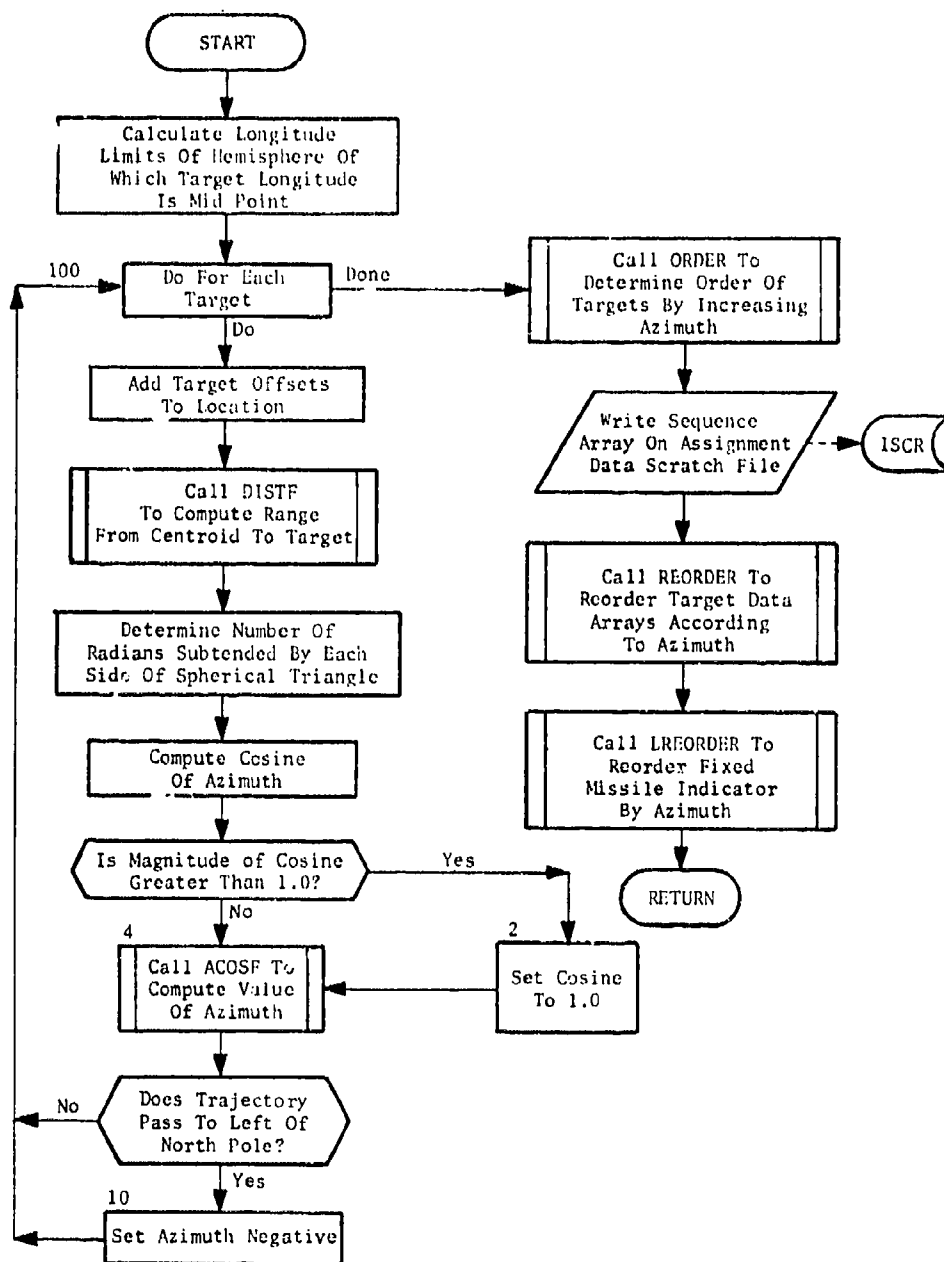 START
Calculate Longitude
Limits Of Hemisphere Of
Which Target Longitude
Is Mid Point
100
Do For Each
Target
Done
Do
Add Target Offsets
To Location
Call DISTF
To Compute Range
From Centroid To Target
Determine Number Of
Radians Subtended By Each
Side Of Spherical Triangle
Compute Cosine
Of Azimuth
Is Magnitude of Cosine
Greater Than 1.0?
Yes
No
4
Call ACOSF To
Compute Value
Of Azimuth
2
Set Cosine
To 1.0
Does Trajectory
Pass To Left Of
North Pole?
No
Yes
10
Set Azimuth Negative
Call ORDER To
Determine Order Of
Targets By Increasing
Azimuth
Write Sequence
Array On Assignment
Data Scratch File
ISCR
Call REORDER To
Reorder Target Data
Arrays According
To Azimuth
Call LREORDER To
Reorder Fixed
Missile Indicator
By Azimuth
RETURN